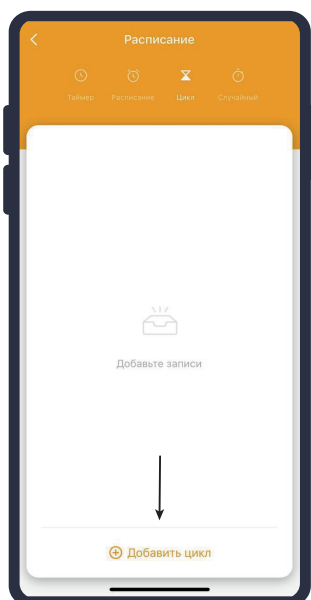 Расписание
Таймер Расписание Цикл Случайный
Добавьте записи
Добавить цикл